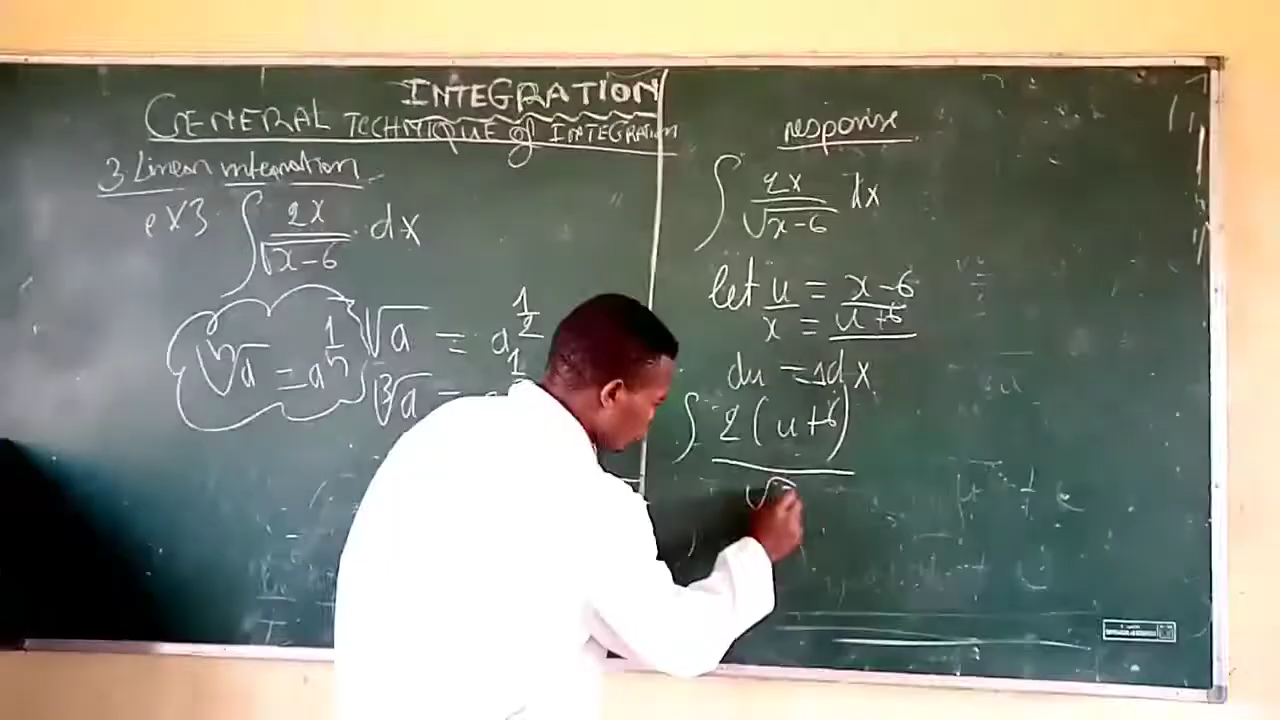 INTEGRATION
GENERAL TECHNIQUE of INTEGRATION
3 Linear integration
ex3 ∫ 2x/√x-6 dx
ⁿ√a = a^1/n
√a = a^1/2
³√a =
response
∫ 2x/√x-6 dx
let u = x-6
x = u+6
du = 1dx
∫ 2(u+6)/√